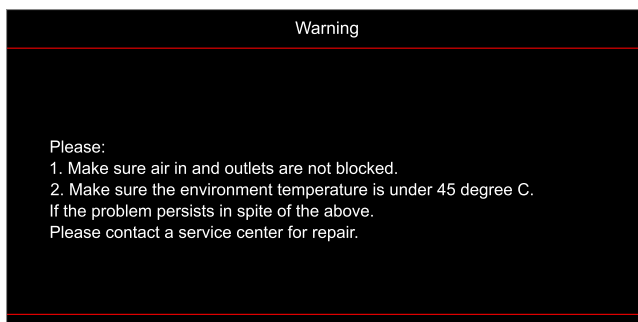 Warning
Please:
1. Make sure air in and outlets are not blocked.
2. Make sure the environment temperature is under 45 degree C.
If the problem persists in spite of the above.
Please contact a service center for repair.